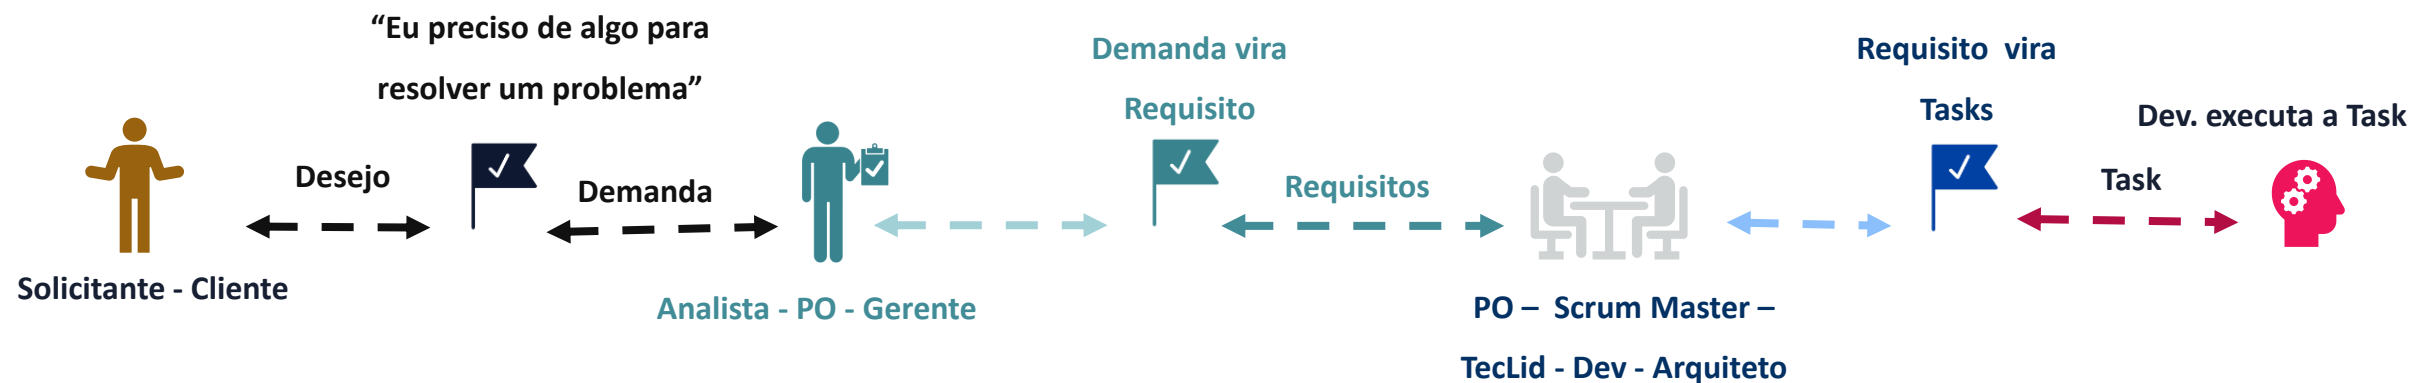 “Eu preciso de algo para
resolver um problema”
Desejo
Demanda
Solicitante - Cliente
Analista - PO - Gerente
Demanda vira
Requisito
Requisitos
PO – Scrum Master –
TecLid - Dev - Arquiteto
Requisito vira
Tasks
Task
Dev. executa a Task